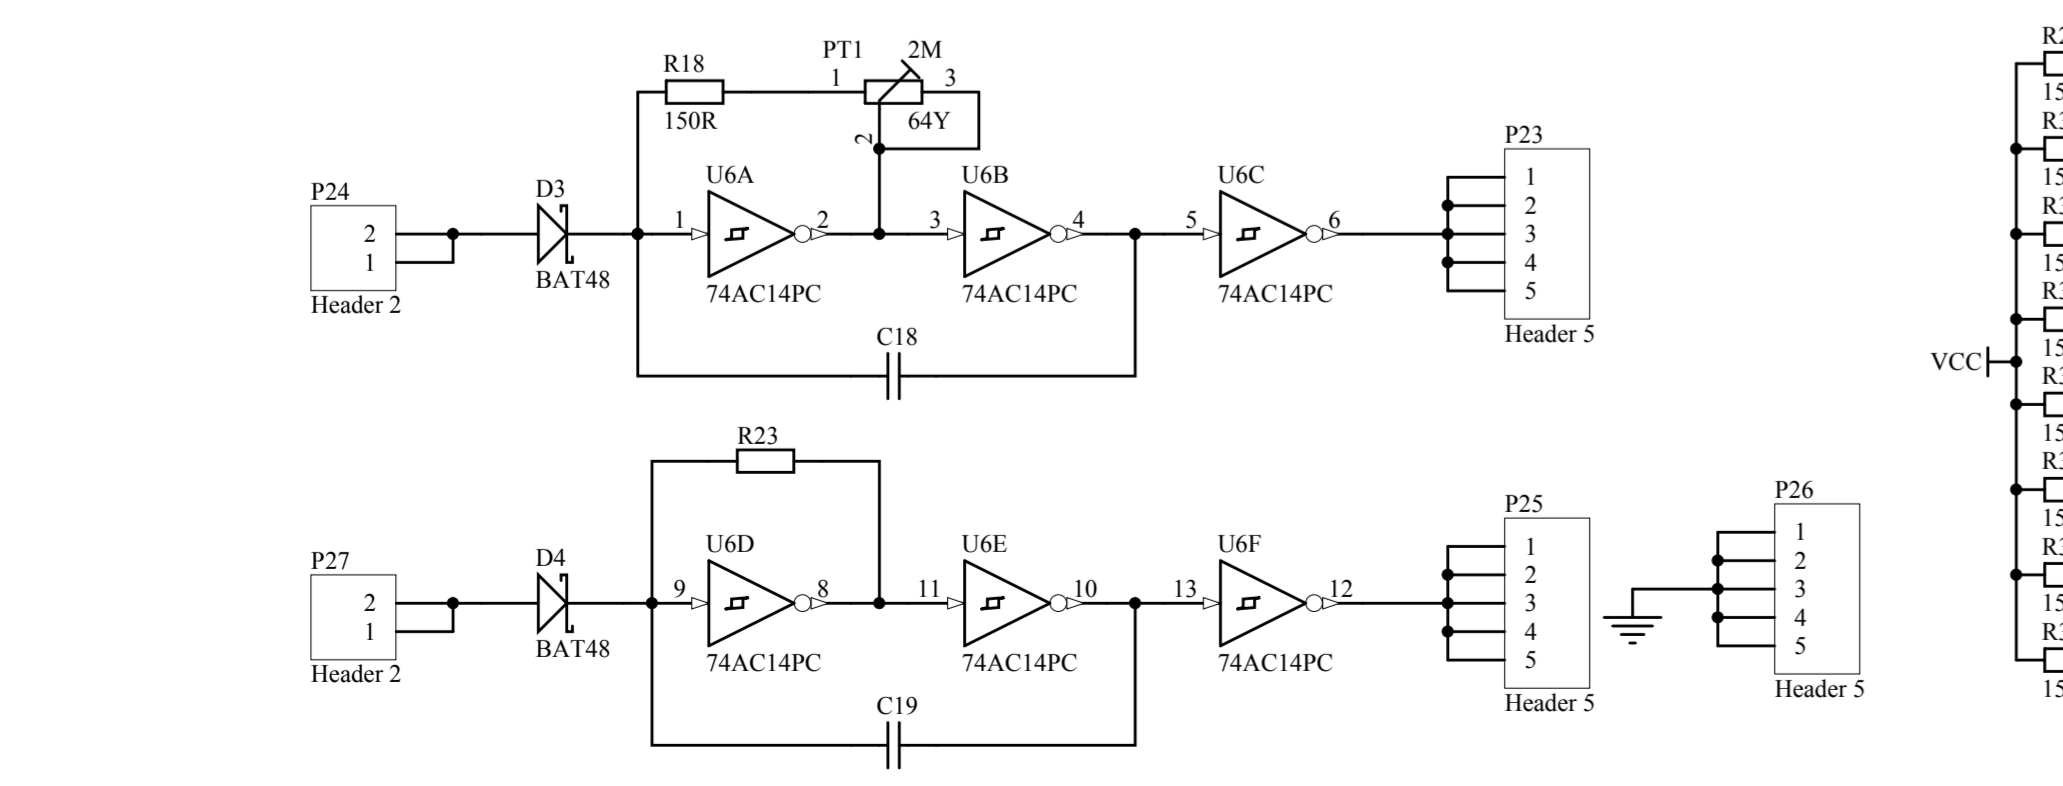 PT1 2M
R18
1 3
150R
64Y
2
P24
2
1
Header 2
D3
BAT48
U6A
1 2
74AC14PC
U6B
3 4
74AC14PC
U6C
5 6
74AC14PC
C18
P23
1
2
3
4
5
Header 5
R23
P27
2
1
Header 2
D4
BAT48
U6D
9 8
74AC14PC
U6E
11 10
74AC14PC
U6F
13 12
74AC14PC
C19
P25
1
2
3
4
5
Header 5
P26
1
2
3
4
5
Header 5
VCC